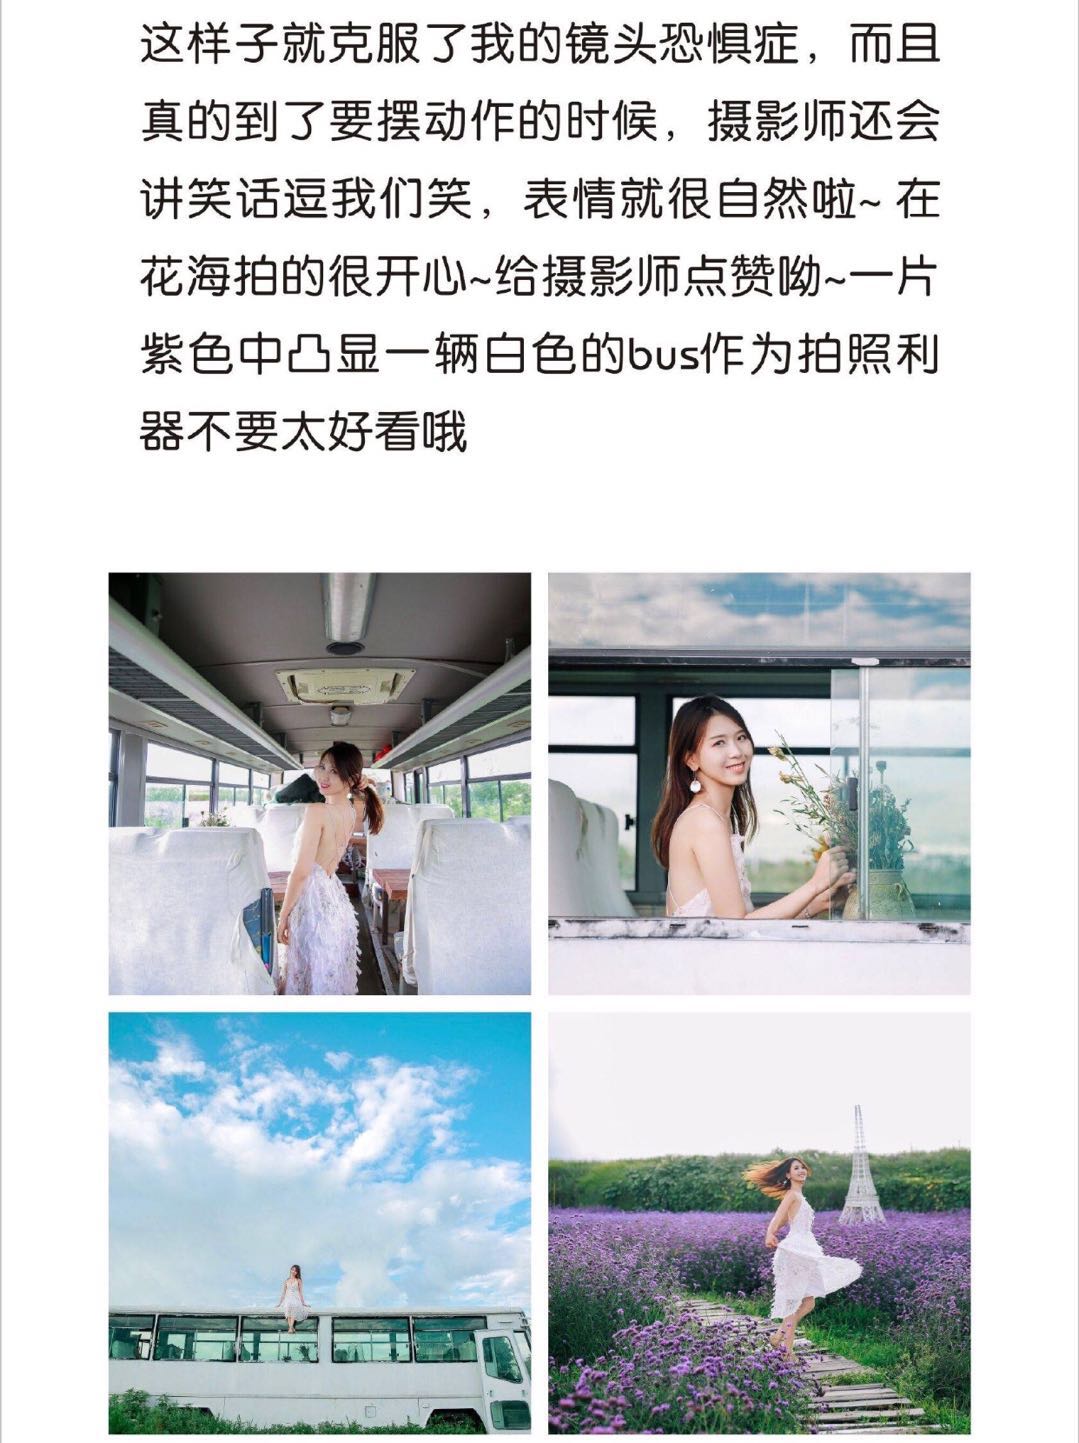 这样子就克服了我的镜头恐惧症，而且
真的到了要摆动作的时候，摄影师还会
讲笑话逗我们笑，表情就很自然啦~ 在
花海拍的很开心~给摄影师点赞呦~一片
紫色中凸显一辆白色的bus作为拍照利
器不要太好看哦